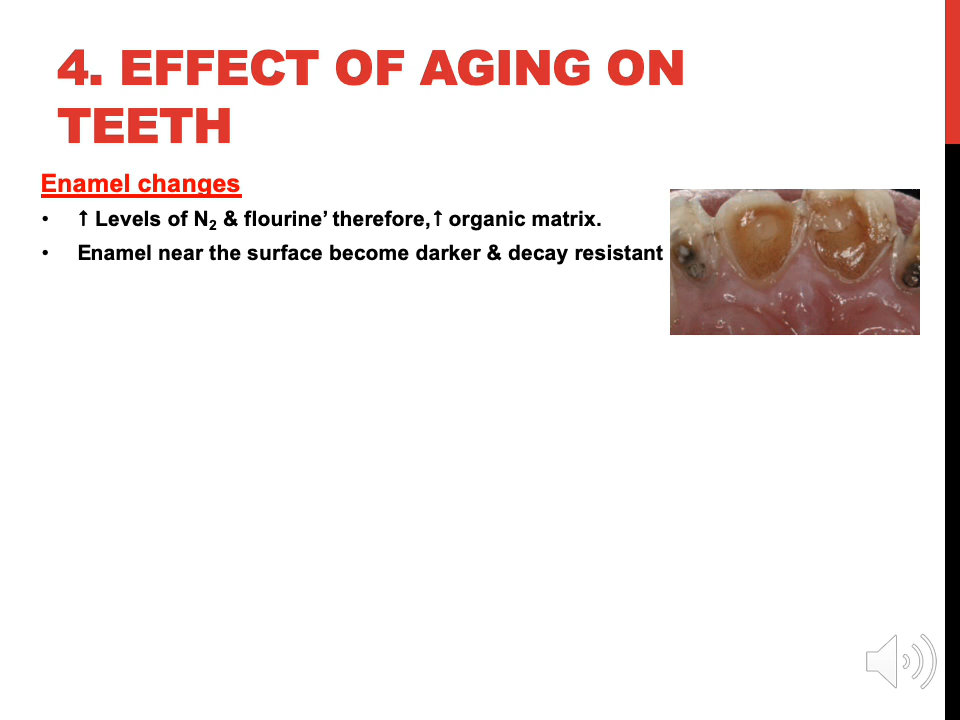 4. EFFECT OF AGING ON
TEETH
Enamel changes
• ↑ Levels of N₂ & flourine’ therefore,↑ organic matrix.
• Enamel near the surface become darker & decay resistant